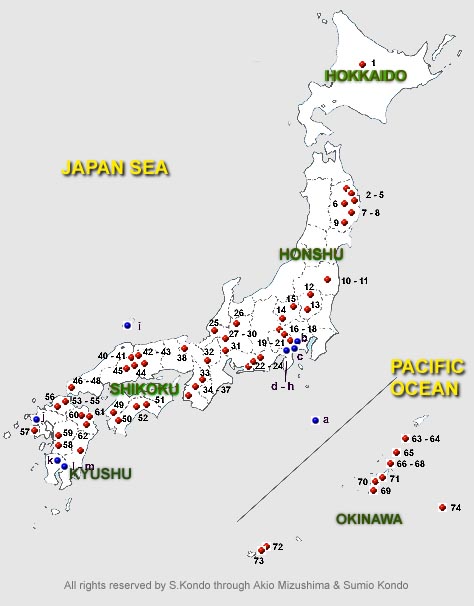 1
HOKKAIDO
JAPAN SEA
2 - 5
6
7 - 8
9
HONSHU
10 - 11
12
15
13
14
26
25
i
16 - 18
27 - 30
19 - 21
b
42 - 43
40 - 41
38
31
c
32
j
45
44
22 - 24
PACIFIC
OCEAN
33
46 - 48
SHIKOKU
d - h
34 - 37
56
53 - 55
51
49
60
61
j
50 - 52
a
57
59
62
63 - 64
58
65
k
l - m
66 - 68
KYUSHU
71
70
69
74
OKINAWA
72
73
All rights reserved by S.Kondo through Akio Mizushima & Sumio Kondo